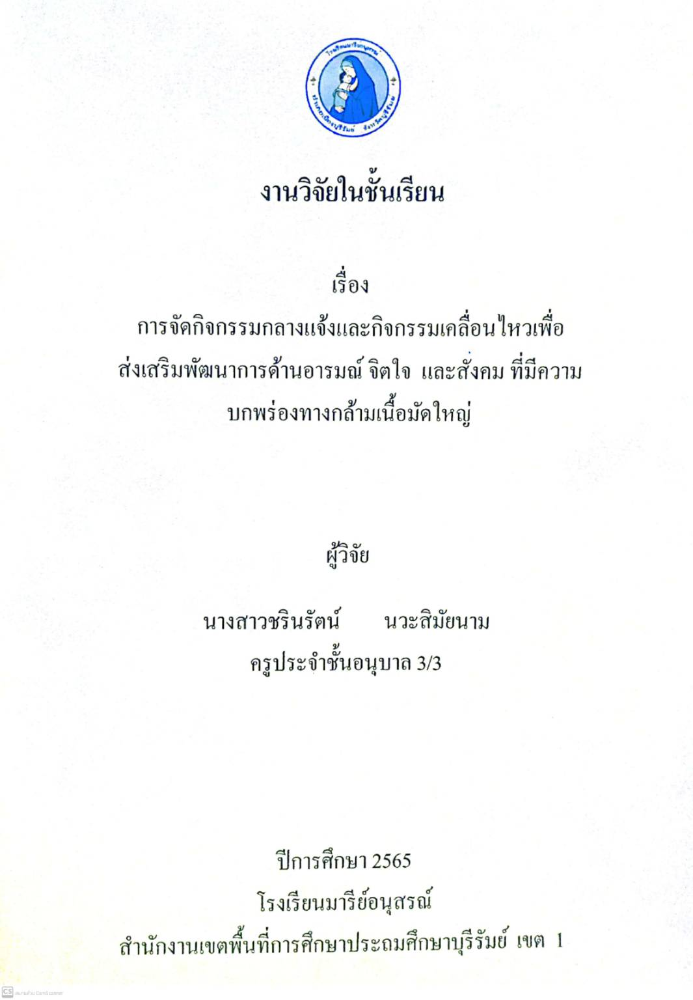 โรงเรียนมารีย์อนุสรณ์
อำเภอเมืองบุรีรัมย์ จังหวัดบุรีรัมย์
งานวิจัยในชั้นเรียน
เรื่อง
การจัดกิจกรรมกลางแจ้งและกิจกรรมเคลื่อนไหวเพื่อ
ส่งเสริมพัฒนาการด้านอารมณ์ จิตใจ และสังคม ที่มีความ
บกพร่องทางกล้ามเนื้อมัดใหญ่
ผู้วิจัย
นางสาวชรินรัตน์ นวะสิมัยนาม
ครูประจำชั้นอนุบาล 3/3
ปีการศึกษา 2565
โรงเรียนมารีย์อนุสรณ์
สำนักงานเขตพื้นที่การศึกษาประถมศึกษาบุรีรัมย์ เขต 1
CS สแกนด้วย CamScanner